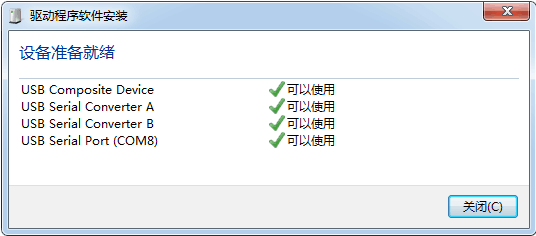 驱动程序软件安装
设备准备就绪
USB Composite Device 可以使用
USB Serial Converter A 可以使用
USB Serial Converter B 可以使用
USB Serial Port (COM8) 可以使用
关闭(C)